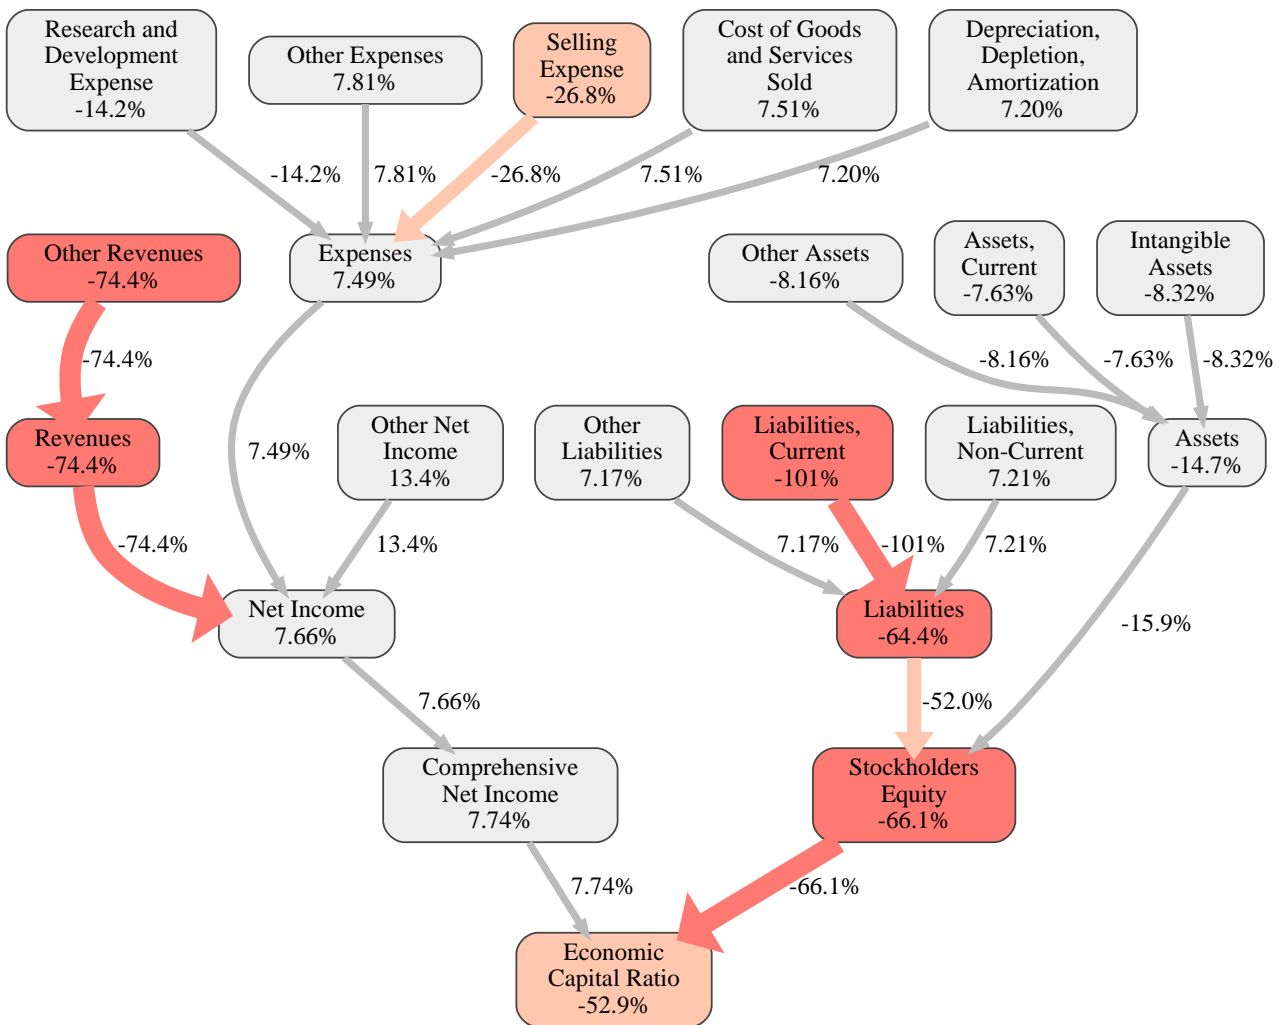 Research and
Development
Expense
-14.2%
Other Expenses
7.81%
Selling
Expense
-26.8%
Cost of Goods
and Services
Sold
7.51%
Depreciation,
Depletion,
Amortization
7.20%
-14.2%
7.81%
-26.8%
7.51%
7.20%
Other Revenues
-74.4%
Expenses
7.49%
Other Assets
-8.16%
Assets,
Current
-7.63%
Intangible
Assets
-8.32%
-74.4%
-8.16%
-7.63%
-8.32%
Revenues
-74.4%
7.49%
Other Net
Income
13.4%
Other
Liabilities
7.17%
Liabilities,
Current
-101%
Liabilities,
Non-Current
7.21%
Assets
-14.7%
-74.4%
13.4%
7.17%
-101%
7.21%
Net Income
7.66%
Liabilities
-64.4%
-15.9%
7.66%
-52.0%
Comprehensive
Net Income
7.74%
Stockholders
Equity
-66.1%
7.74%
-66.1%
Economic
Capital Ratio
-52.9%